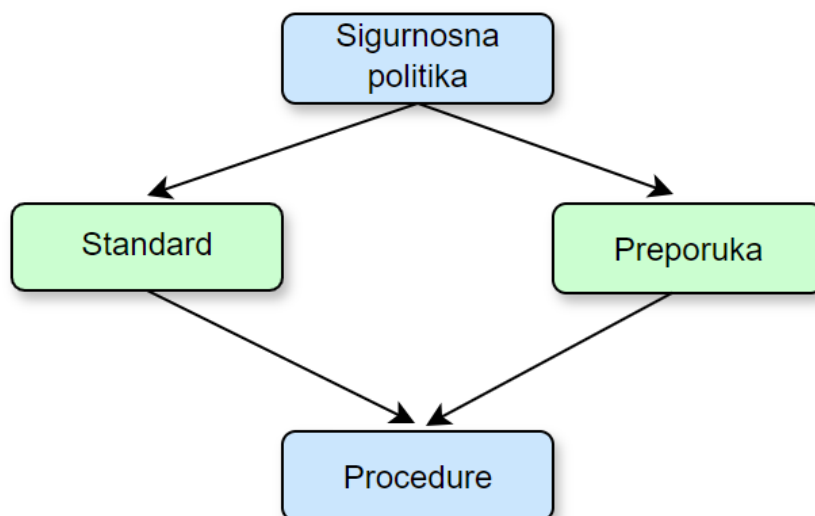 Sigurnosna
politika
Standard
Preporuka
Procedure